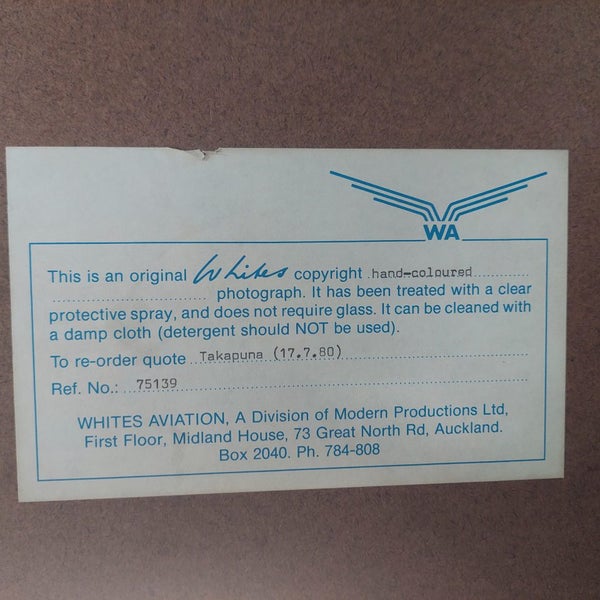 WA
This is an original Whites copyright hand-coloured
photograph. It has been treated with a clear
protective spray, and does not require glass. It can be cleaned with
a damp cloth (detergent should NOT be used).
To re-order quote Takapuna (17.7.80)
Ref. No.: 75139
WHITES AVIATION, A Division of Modern Productions Ltd,
First Floor, Midland House, 73 Great North Rd, Auckland.
Box 2040. Ph. 784-808